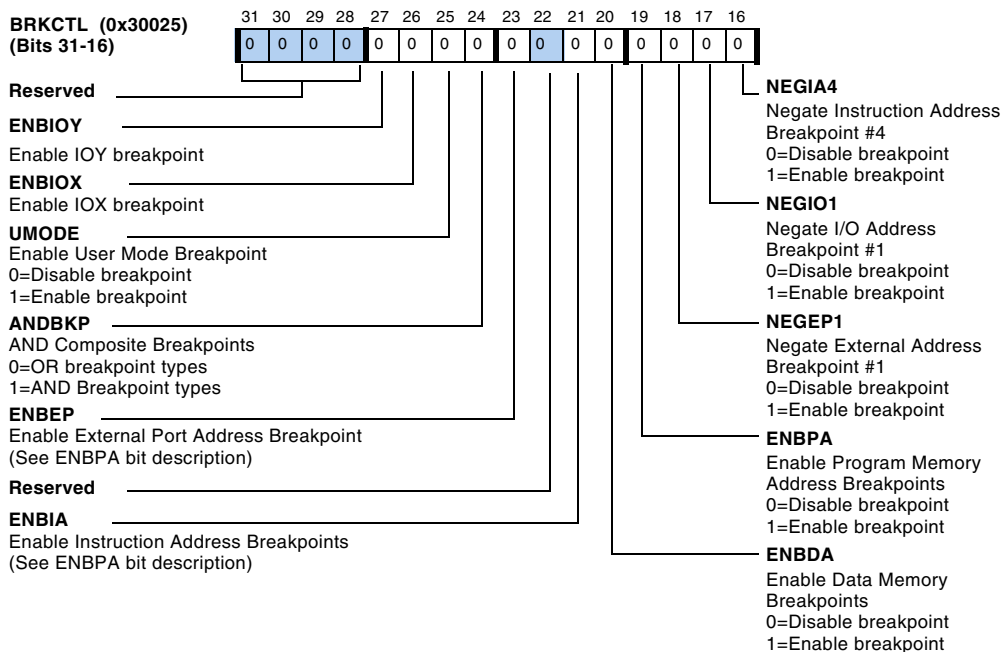 BRKCTL (0x30025)
(Bits 31-16)
31 30 29 28 27 26 25 24 23 22 21 20 19 18 17 16
0 0 0 0 0 0 0 0 0 0 0 0 0 0 0 0
Reserved
ENBIOY
Enable IOY breakpoint
ENBIOX
Enable IOX breakpoint
UMODE
Enable User Mode Breakpoint
0=Disable breakpoint
1=Enable breakpoint
ANDBKP
AND Composite Breakpoints
0=OR breakpoint types
1=AND Breakpoint types
ENBEP
Enable External Port Address Breakpoint
(See ENBPA bit description)
Reserved
ENBIA
Enable Instruction Address Breakpoints
(See ENBPA bit description)
NEGIA4
Negate Instruction Address
Breakpoint #4
0=Disable breakpoint
1=Enable breakpoint
NEGIO1
Negate I/O Address
Breakpoint #1
0=Disable breakpoint
1=Enable breakpoint
NEGEP1
Negate External Address
Breakpoint #1
0=Disable breakpoint
1=Enable breakpoint
ENBPA
Enable Program Memory
Address Breakpoints
0=Disable breakpoint
1=Enable breakpoint
ENBDA
Enable Data Memory
Breakpoints
0=Disable breakpoint
1=Enable breakpoint